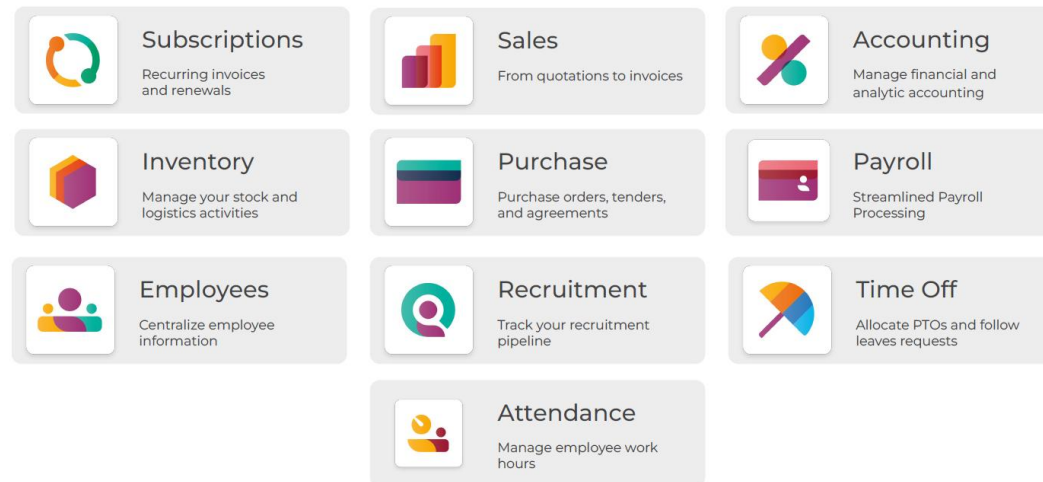 Subscriptions
Recurring invoices
and renewals
Sales
From quotations to invoices
Accounting
Manage financial and
analytic accounting
Inventory
Manage your stock and
logistics activities
Purchase
Purchase orders, tenders,
and agreements
Payroll
Streamlined Payroll
Processing
Employees
Centralize employee
information
Recruitment
Track your recruitment
pipeline
Time Off
Allocate PTOs and follow
leaves requests
Attendance
Manage employee work
hours